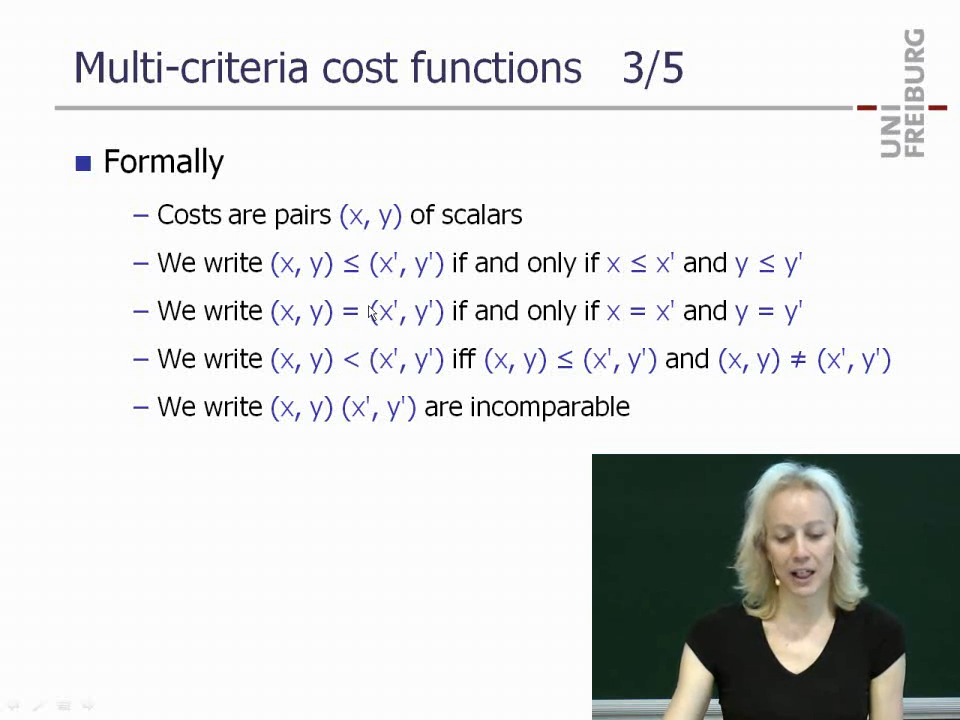 Multi-criteria cost functions 3/5
UNI
FREIBURG
Formally
– Costs are pairs (x, y) of scalars
– We write (x, y) ≤ (x', y') if and only if x ≤ x' and y ≤ y'
– We write (x, y) = (x', y') if and only if x = x' and y = y'
– We write (x, y) < (x', y') iff (x, y) ≤ (x', y') and (x, y) ≠ (x', y')
– We write (x, y) (x', y') are incomparable